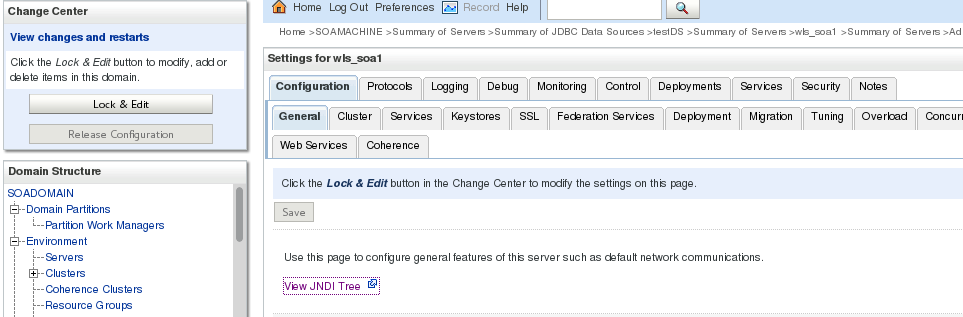 Change Center
View changes and restarts
Click the Lock & Edit button to modify, add or
delete items in this domain.
Lock & Edit
Release Configuration
Domain Structure
SOADOMAIN
Domain Partitions
Partition Work Managers
Environment
Servers
Clusters
Coherence Clusters
Resource Groups
Home Log Out Preferences Record Help
Home >SOAMACHINE >Summary of Servers >Summary of JDBC Data Sources >testDS >Summary of Servers >wls_soa1 >Summary of Servers >Ad
Settings for wls_soa1
Configuration Protocols Logging Debug Monitoring Control Deployments Services Security Notes
General Cluster Services Keystores SSL Federation Services Deployment Migration Tuning Overload Concurr
Web Services Coherence
Click the Lock & Edit button in the Change Center to modify the settings on this page.
Save
Use this page to configure general features of this server such as default network communications.
View JNDI Tree